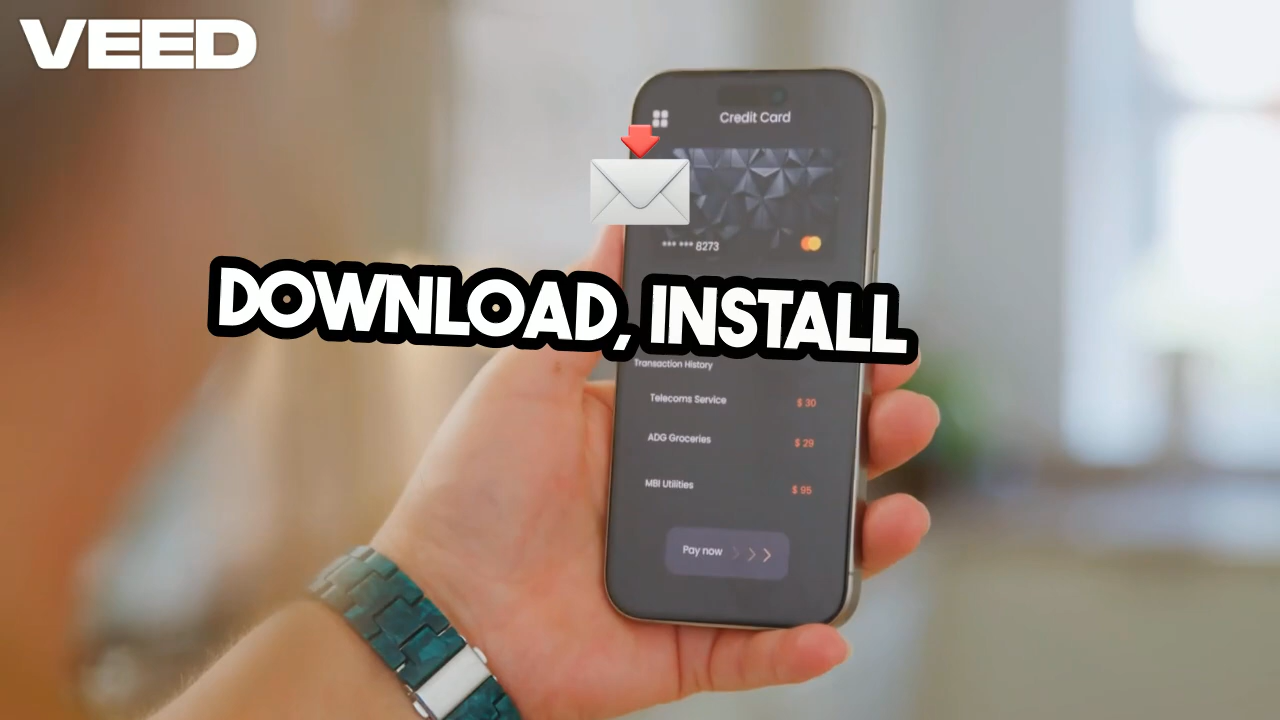 VEED
Credit Card
*** *** 8273
DOWNLOAD, INSTALL
Transaction History
Telecoms Service $ 30
ADG Groceries $ 29
MBI Utilities $ 95
Pay now